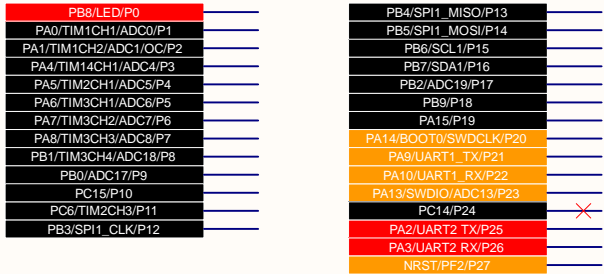 PB8/LED/P0
PA0/TIM1CH1/ADC0/P1
PA1/TIM1CH2/ADC1/OC/P2
PA4/TIM14CH1/ADC4/P3
PA5/TIM2CH1/ADC5/P4
PA6/TIM3CH1/ADC6/P5
PA7/TIM3CH2/ADC7/P6
PA8/TIM3CH3/ADC8/P7
PB1/TIM3CH4/ADC18/P8
PB0/ADC17/P9
PC15/P10
PC6/TIM2CH3/P11
PB3/SPI1_CLK/P12
PB4/SPI1_MISO/P13
PB5/SPI1_MOSI/P14
PB6/SCL1/P15
PB7/SDA1/P16
PB2/ADC19/P17
PB9/P18
PA15/P19
PA14/BOOT0/SWDCLK/P20
PA9/UART1_TX/P21
PA10/UART1_RX/P22
PA13/SWDIO/ADC13/P23
PC14/P24
PA2/UART2 TX/P25
PA3/UART2 RX/P26
NRST/PF2/P27